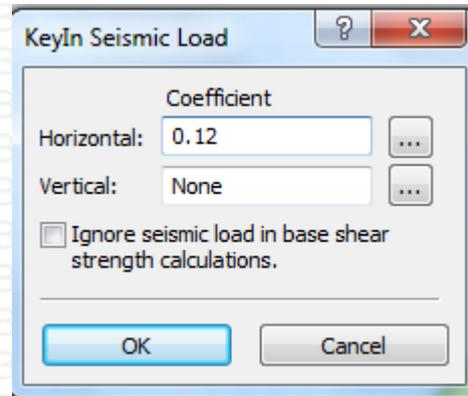 KeyIn Seismic Load
?
X
Coefficient
Horizontal: 0.12 ...
Vertical: None ...
Ignore seismic load in base shear
strength calculations.
OK Cancel